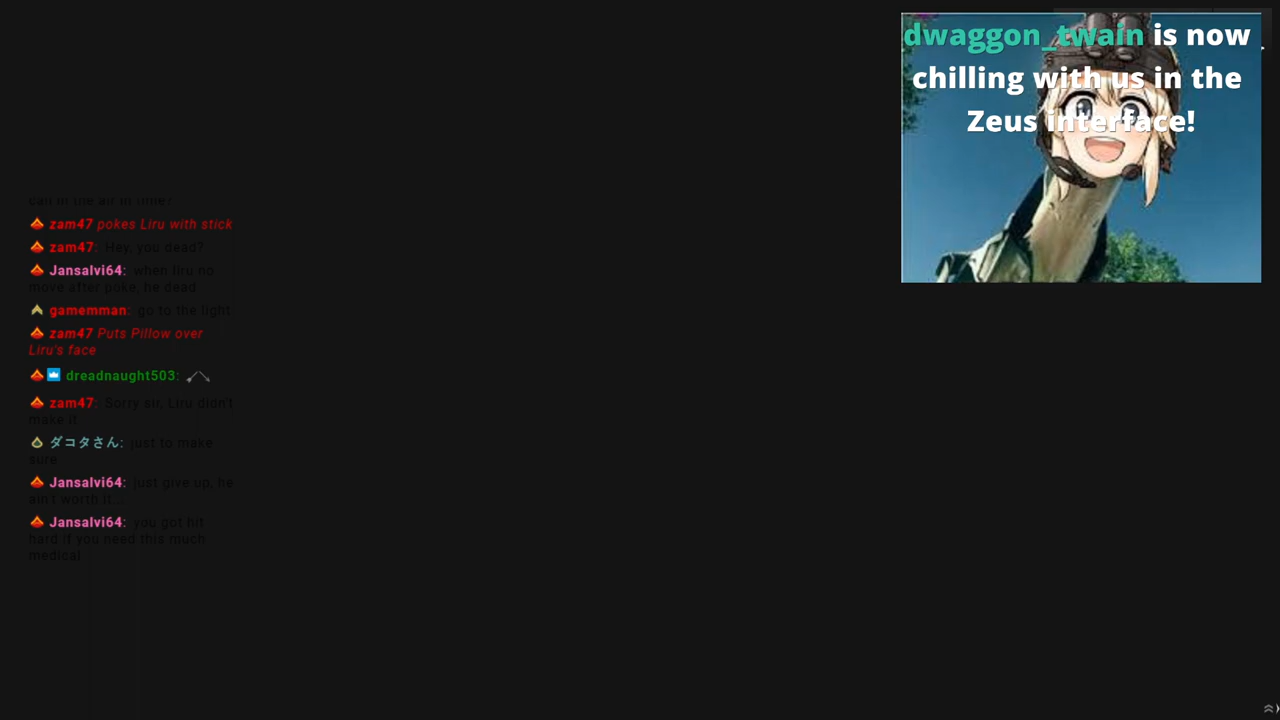 dwaggon_twain is now
chilling with us in the
Zeus interface!
call in the air or inner
zam47 pokes Liru with stick
zam47: Hey, you dead?
Jansalvi64: when liru no
move after poke, he dead
gamemman: go to the light
zam47 Puts Pillow over
Liru's face
dreadnaught503:
zam47: Sorry sir, Liru didn't
make it
ダコタさん: just to make
sure
Jansalvi64: just give up, he
ain't worth it...
Jansalvi64: you got hit
hard if you need this much
medical